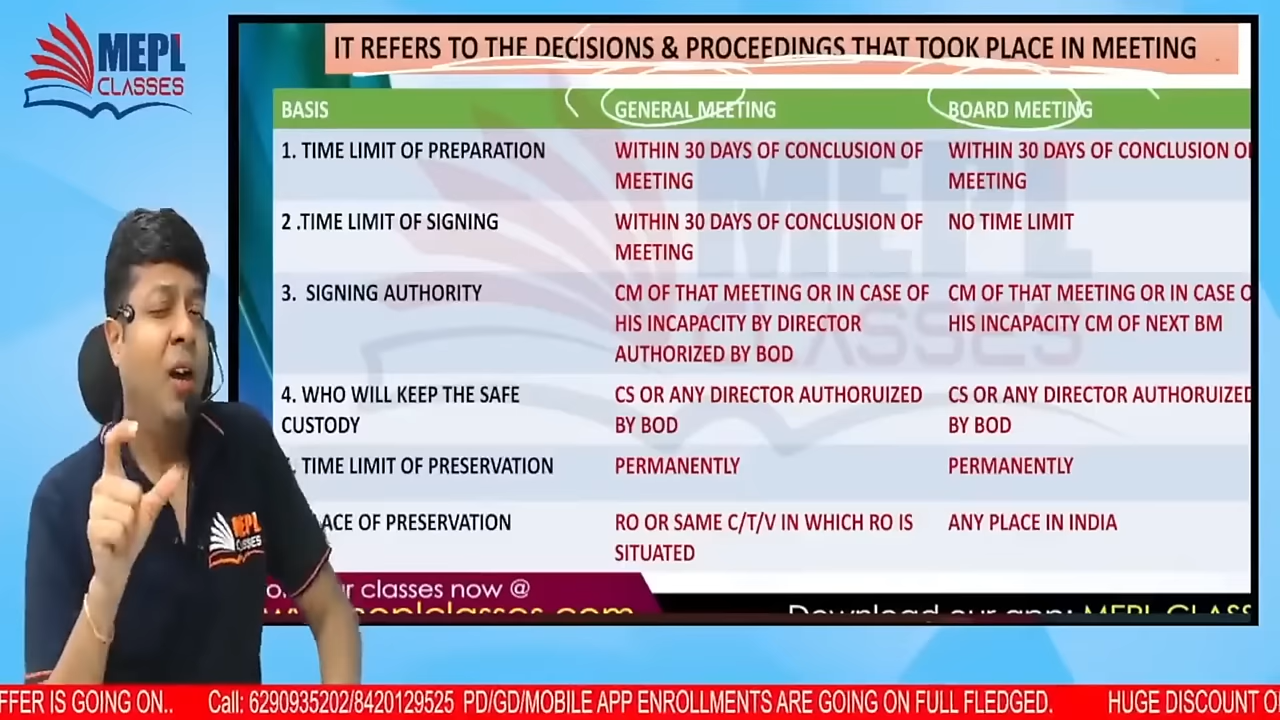 MEPL
CLASSES
IT REFERS TO THE DECISIONS & PROCEEDINGS THAT TOOK PLACE IN MEETING
BASIS GENERAL MEETING BOARD MEETING
1. TIME LIMIT OF PREPARATION WITHIN 30 DAYS OF CONCLUSION OF MEETING WITHIN 30 DAYS OF CONCLUSION MEETING
2 .TIME LIMIT OF SIGNING WITHIN 30 DAYS OF CONCLUSION OF MEETING NO TIME LIMIT
3. SIGNING AUTHORITY CM OF THAT MEETING OR IN CASE OF HIS INCAPACITY BY DIRECTOR AUTHORIZED BY BOD CM OF THAT MEETING OR IN CASE HIS INCAPACITY CM OF NEXT BM
4. WHO WILL KEEP THE SAFE CUSTODY CS OR ANY DIRECTOR AUTHORUIZED BY BOD CS OR ANY DIRECTOR AUTHORUIZED BY BOD
TIME LIMIT OF PRESERVATION PERMANENTLY PERMANENTLY
OF PRESERVATION RO OR SAME C/T/V IN WHICH RO IS SITUATED ANY PLACE IN INDIA
MEPL
CLASSES
MEPL
CLASSES
classes now @
Download our app: MEPL CLASS
FFER IS GOING ON.. Call: 6290935202/8420129525 PD/GD/MOBILE APP ENROLLMENTS ARE GOING ON FULL FLEDGED. HUGE DISCOUNT